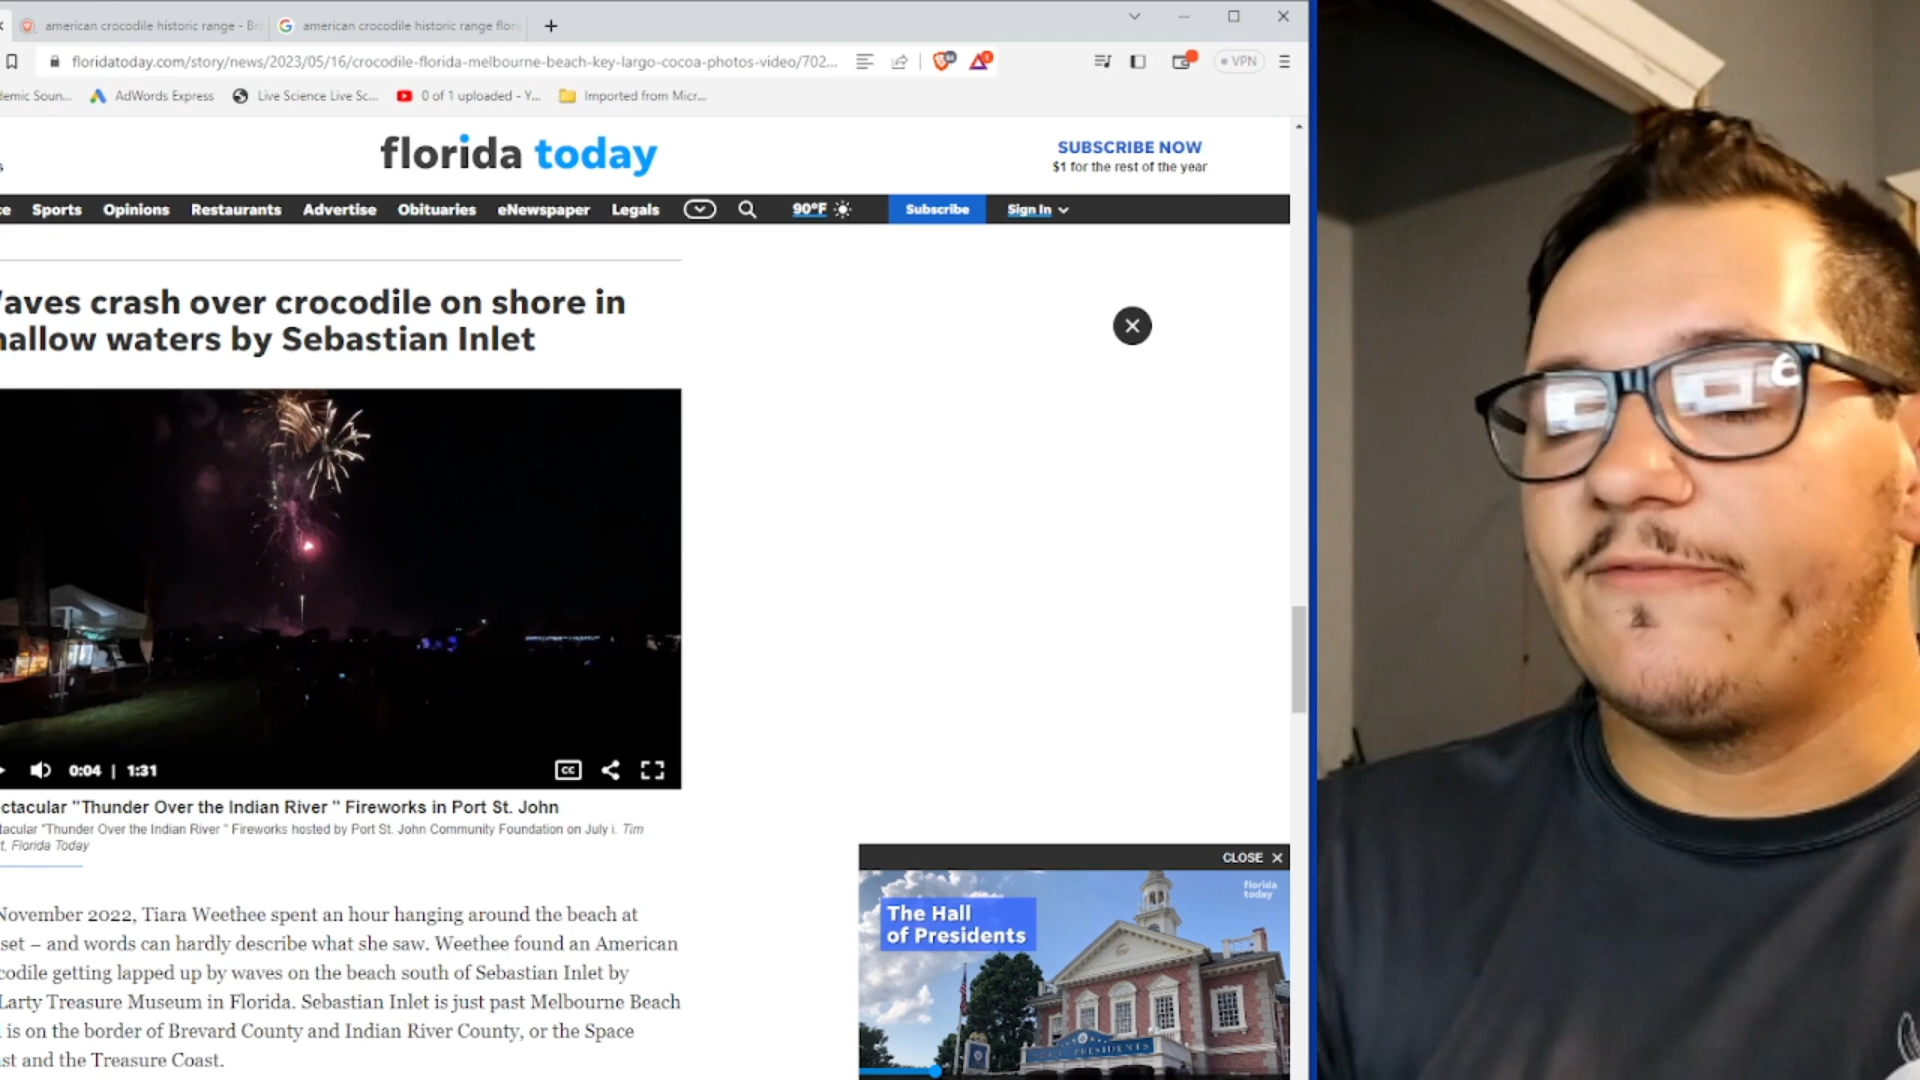 american crocodile historic range - Br
american crocodile historic range flor
floridatoday.com/story/news/2023/05/16/crocodile-florida-melbourne-beach-key-largo-cocoa-photos-video/702...
VPN
demic Soun...
AdWords Express
Live Science Live Sc...
0 of 1 uploaded - Y...
Imported from Micr...
florida today
SUBSCRIBE NOW
$1 for the rest of the year
ce Sports Opinions Restaurants Advertise Obituaries eNewspaper Legals 90°F Subscribe Sign In
aves crash over crocodile on shore in
hallow waters by Sebastian Inlet
0:04 | 1:31
CC
ctacular "Thunder Over the Indian River " Fireworks in Port St. John
tacular "Thunder Over the Indian River " Fireworks hosted by Port St. John Community Foundation on July i. Tim
t, Florida Today
CLOSE
florida
today
The Hall
of Presidents
November 2022, Tiara Weethee spent an hour hanging around the beach at
set – and words can hardly describe what she saw. Weethee found an American
codile getting lapped up by waves on the beach south of Sebastian Inlet by
Larty Treasure Museum in Florida. Sebastian Inlet is just past Melbourne Beach
is on the border of Brevard County and Indian River County, or the Space
st and the Treasure Coast.